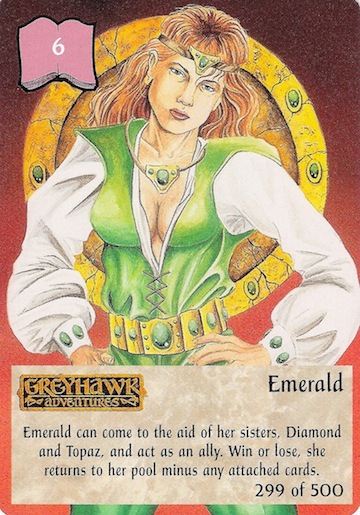 6
GREYHAWK
ADVENTURES
Emerald
Emerald can come to the aid of her sisters, Diamond
and Topaz, and act as an ally. Win or lose, she
returns to her pool minus any attached cards.
299 of 500